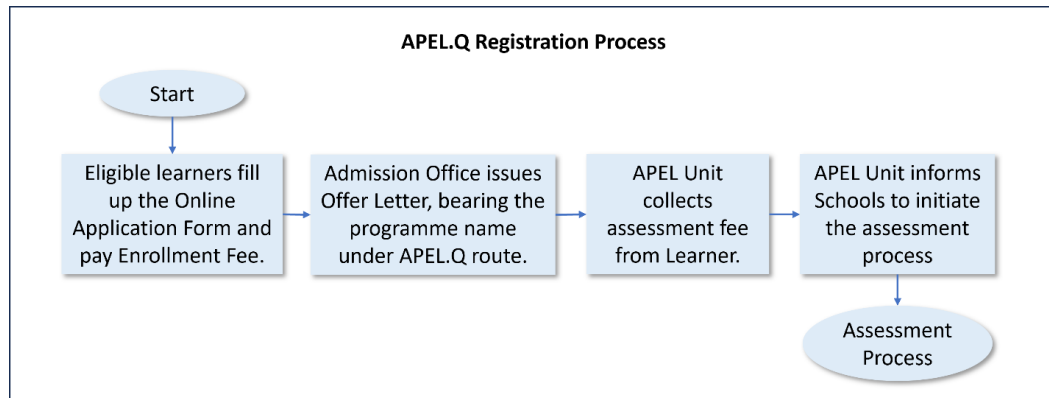 APEL.Q Registration Process
Start
Eligible learners fill
up the Online
Application Form and
pay Enrollment Fee.
Admission Office issues
Offer Letter, bearing the
programme name
under APEL.Q route.
APEL Unit
collects
assessment fee
from Learner.
APEL Unit informs
Schools to initiate
the assessment
process
Assessment
Process